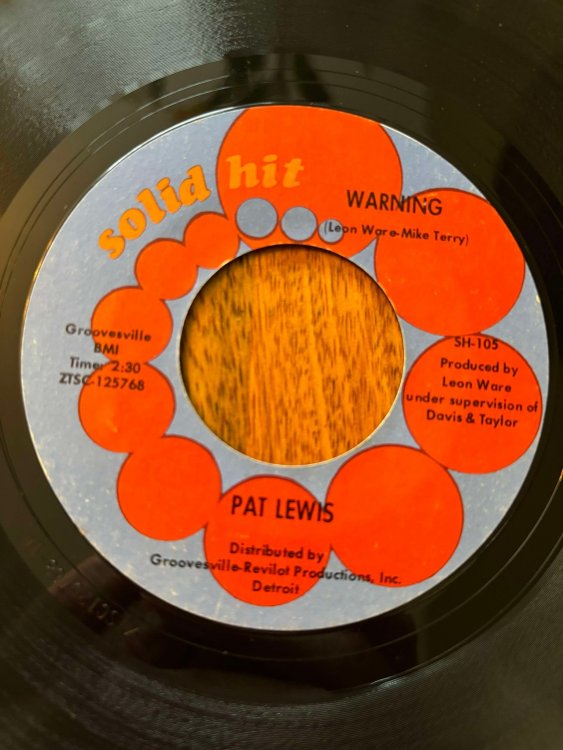 solid hit
WARNING
(Leon Ware-Mike Terry)
Groovesville
BMI
Time: 2:30
ZTSC-125768
SH-105
Produced by
Leon Ware
under supervision of
Davis & Taylor
PAT LEWIS
Distributed by
Groovesville-Revilot Productions, Inc.
Detroit